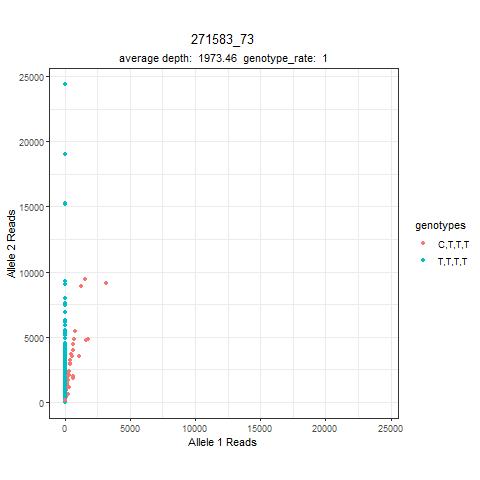 271583_73
average depth:  1973.46  genotype_rate:  1
25000
20000
15000
10000
5000
0
Allele 2 Reads
0 5000 10000 15000 20000 25000
Allele 1 Reads
genotypes
C,T,T,T
T,T,T,T